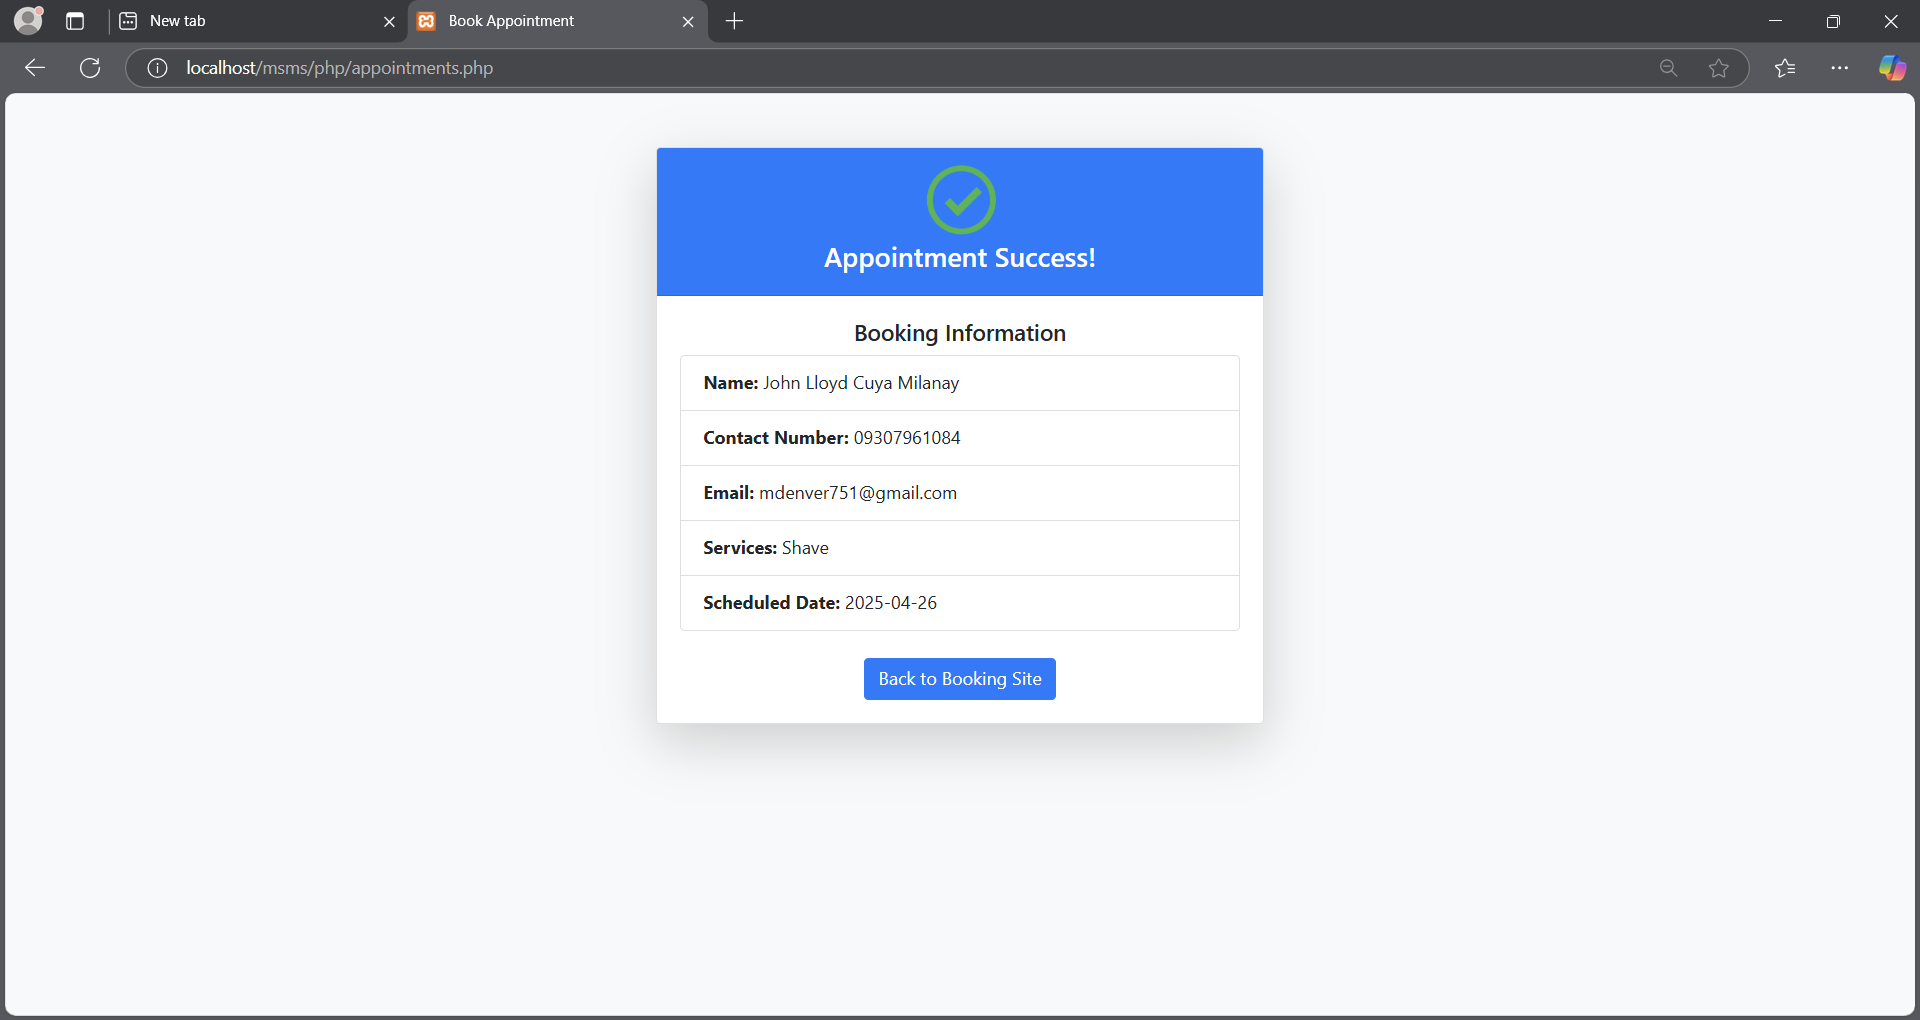 New tab
Book Appointment
localhost/msms/php/appointments.php
Appointment Success!
Booking Information
Name: John Lloyd Cuya Milanay
Contact Number: 09307961084
Email: mdenver751@gmail.com
Services: Shave
Scheduled Date: 2025-04-26
Back to Booking Site